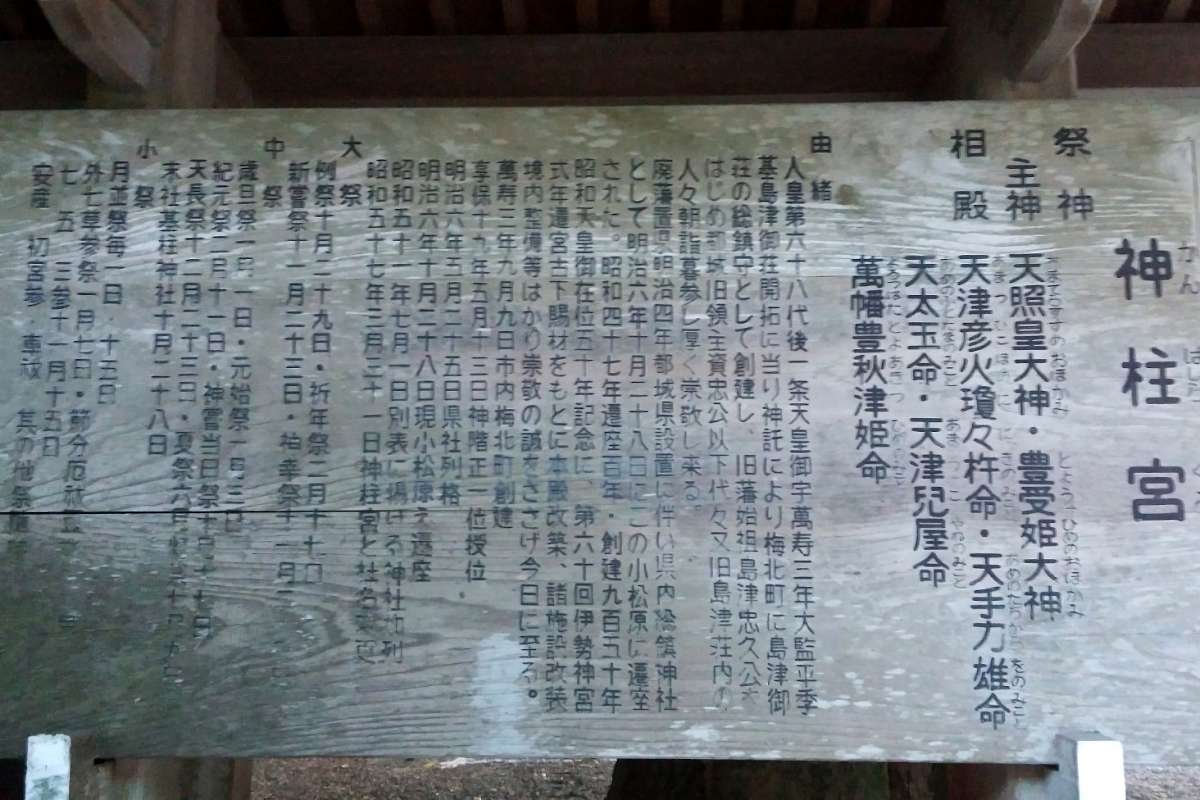 神柱宮
かんばしら
祭神
主神 天照皇大神・豊受姫大神
相殿 天津彦火瓊々杵命・天手力雄命
天太玉命・天津兒屋命
萬幡豊秋津姫命
由緒
人皇第六十八代後一条天皇御宇萬寿三年大監平季
基島津御荘開拓に当り神託により梅北町に島津御
荘の総鎮守として創建し、旧藩始祖島津忠久公
はじめ都城旧領主資忠公以下代々又旧島津荘内の
人々朝詣暮参し厚く崇敬し来る。
廃藩置県明治四年都城県設置に伴い県内総鎮神社
として明治六年十月二十八日にこの小松原に遷座
された。昭和四十七年遷座百年・創建九百五十年
昭和天皇御在位五十年記念に、第六十回伊勢神宮
式年遷宮古下賜材をもとに本殿改築、諸施設改装
境内整備等はかり崇敬の誠をささげ今日に至る。
萬寿三年九月九日市内梅北町創建
享保十九年五月十三日神階正一位授位
明治六年五月二十五日県社列格
明治六年十月二十八日現小松原え遷座
昭和五十一年七月一日別表に掲げる神社に列
昭和五十七年三月三十一日神柱宮と社名
大祭
例祭十月二十九日・祈年祭二月十七日
新嘗祭十一月二十三日・
中祭
歳旦祭一月一日・元始祭一月三日
紀元祭二月十一日・神嘗当日祭十月十七日
天長祭十二月二十三日・夏祭
末社基柱神社十月二十八日
小祭
月並祭毎一日 十五日
外七草参祭一月七日・節分厄祓
七 五 三参十一月十五日
安産 初宮参 車祓 其の他祭